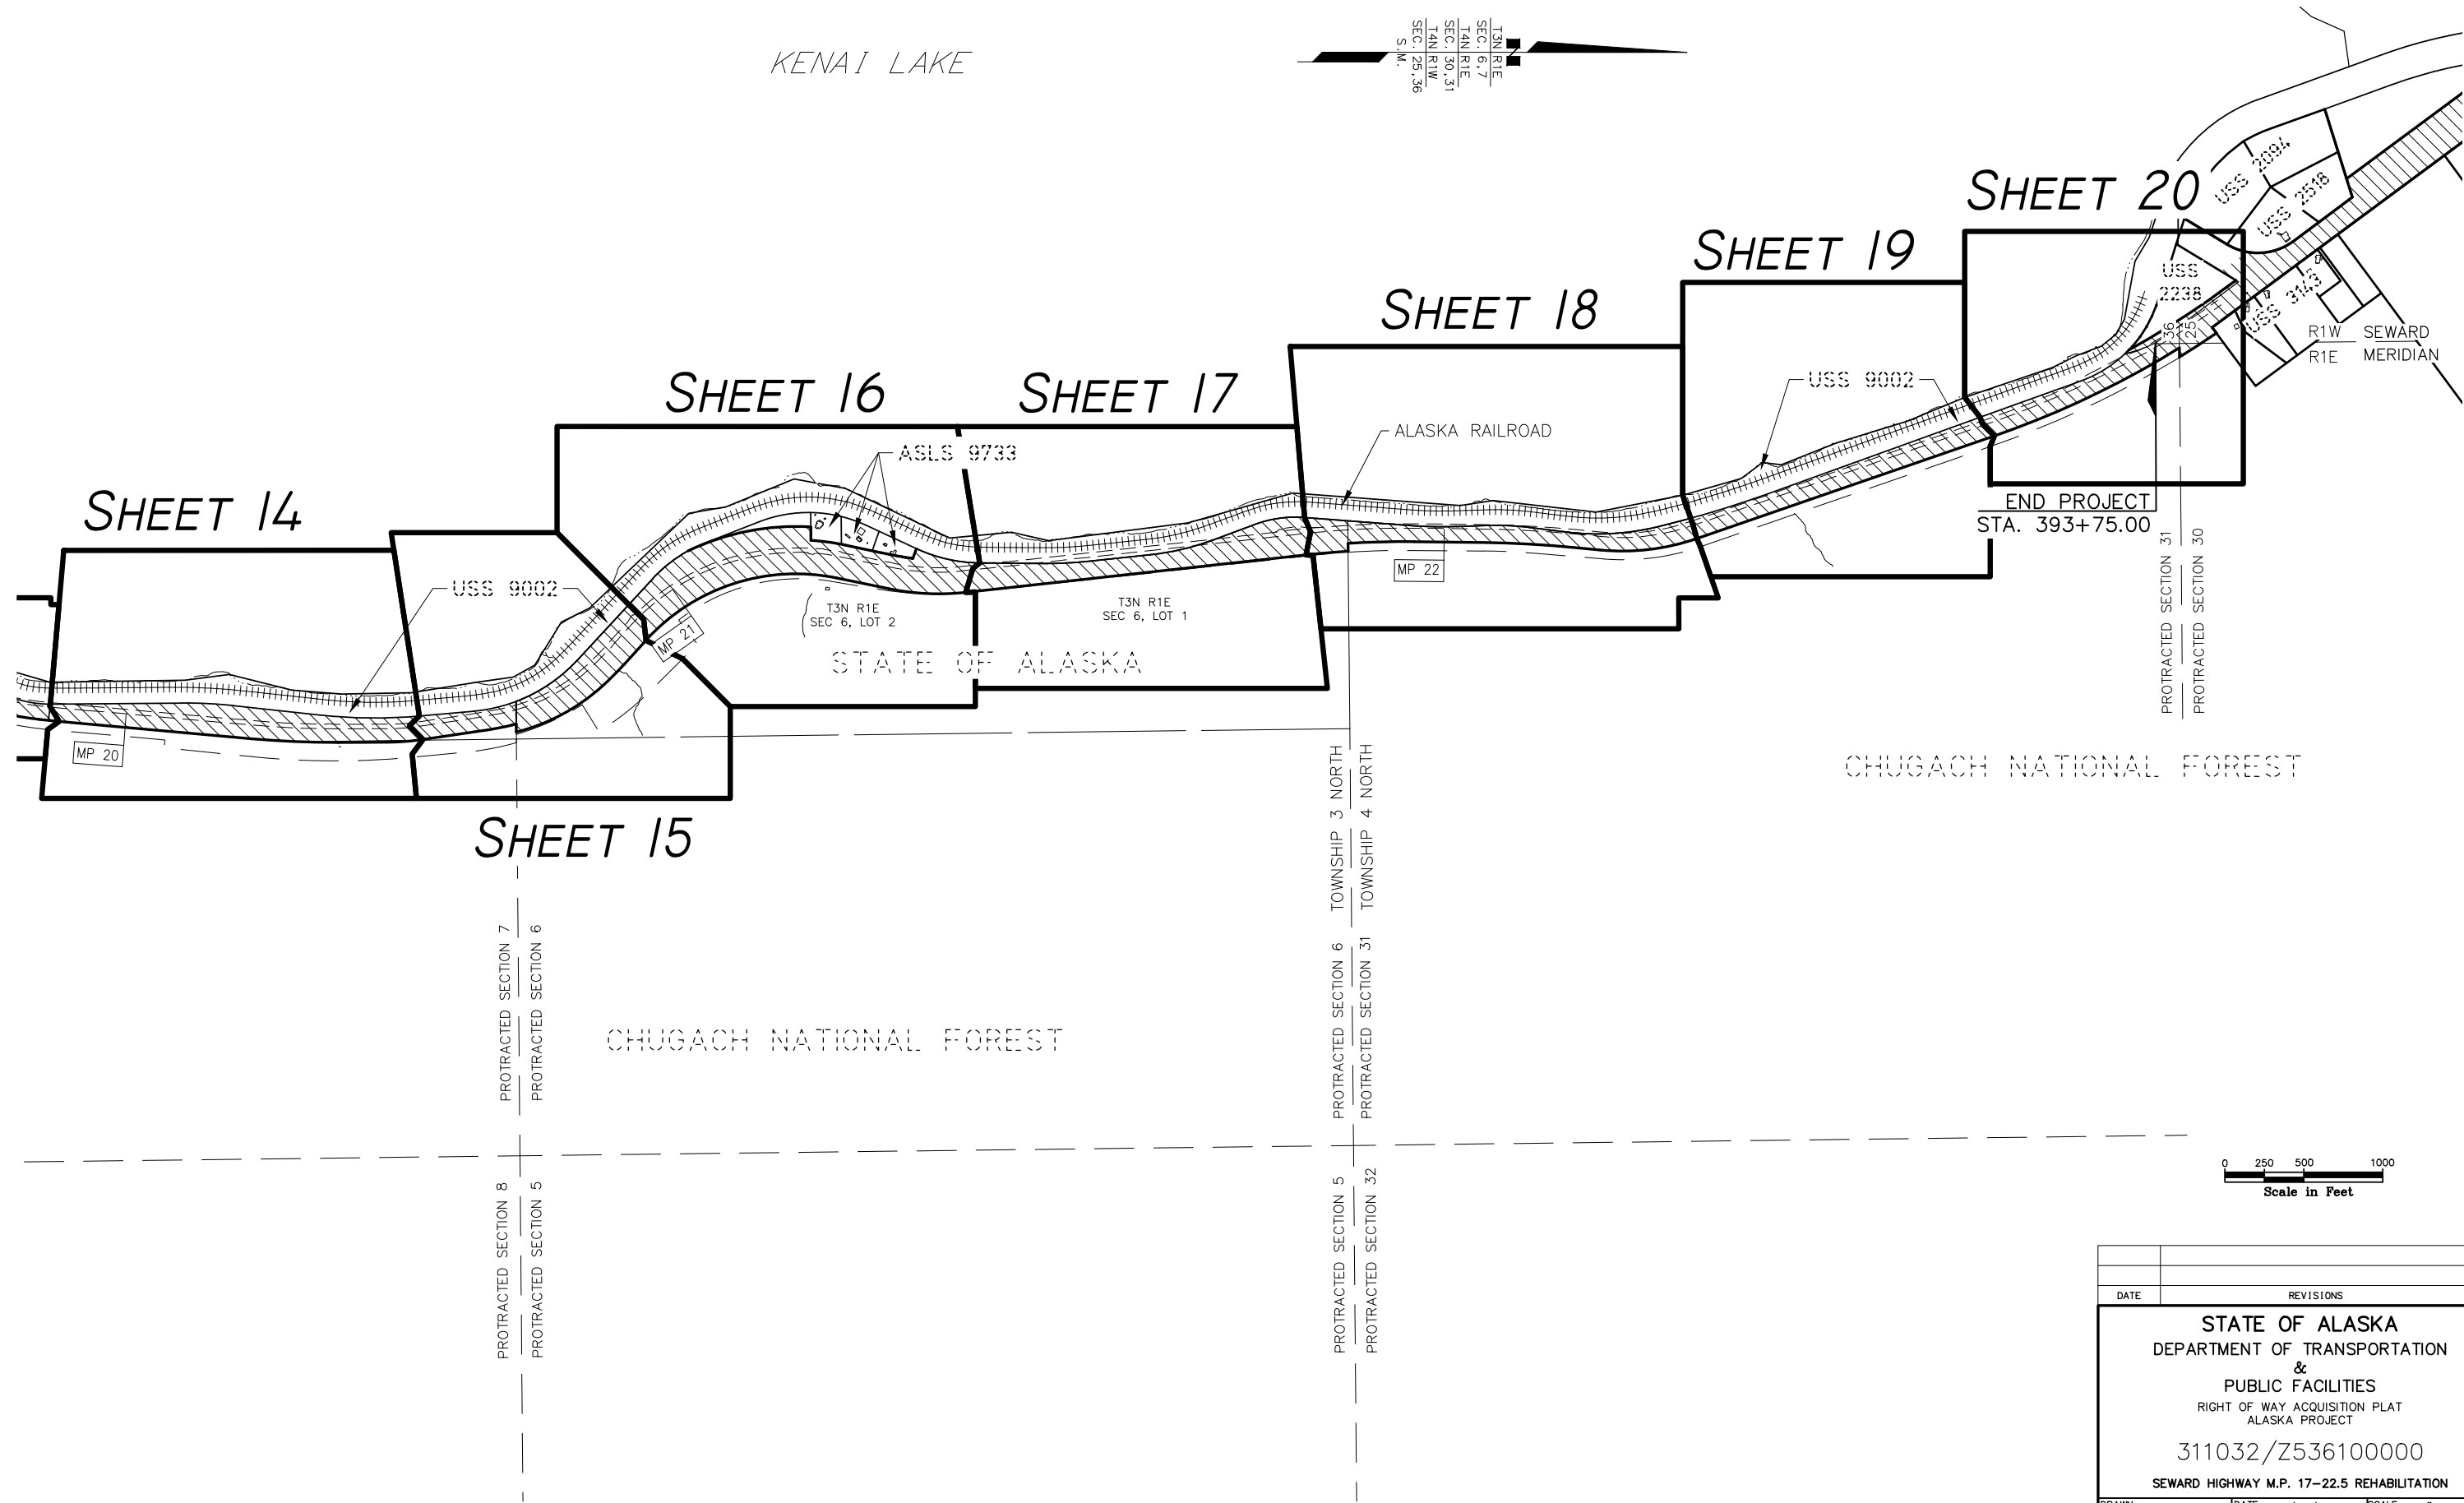 KENAI LAKE
T3N R1E
SEC. 6,7
T4N R1E
SEC. 30,31
T4N R1W
SEC. 25,36
S.M.
N
SHEET 14
SHEET 15
SHEET 16
SHEET 17
SHEET 18
SHEET 19
SHEET 20
USS 2094
USS 2518
USS 3143
USS
2238
36
25
R1W SEWARD
R1E MERIDIAN
USS 9002
ALASKA RAILROAD
ASLS 9733
END PROJECT
STA. 393+75.00
USS 9002
MP 20
MP 21
MP 22
T3N R1E
SEC 6, LOT 2
T3N R1E
SEC 6, LOT 1
STATE OF ALASKA
PROTRACTED SECTION 31
PROTRACTED SECTION 30
CHUGACH NATIONAL FOREST
TOWNSHIP 3 NORTH
TOWNSHIP 4 NORTH
PROTRACTED SECTION 7
PROTRACTED SECTION 6
PROTRACTED SECTION 6
PROTRACTED SECTION 31
CHUGACH NATIONAL FOREST
PROTRACTED SECTION 8
PROTRACTED SECTION 5
PROTRACTED SECTION 5
PROTRACTED SECTION 32
0 250 500 1000
Scale in Feet
DATE REVISIONS
STATE OF ALASKA
DEPARTMENT OF TRANSPORTATION
&
PUBLIC FACILITIES
RIGHT OF WAY ACQUISITION PLAT
ALASKA PROJECT
311032/Z536100000
SEWARD HIGHWAY M.P. 17-22.5 REHABILITATION